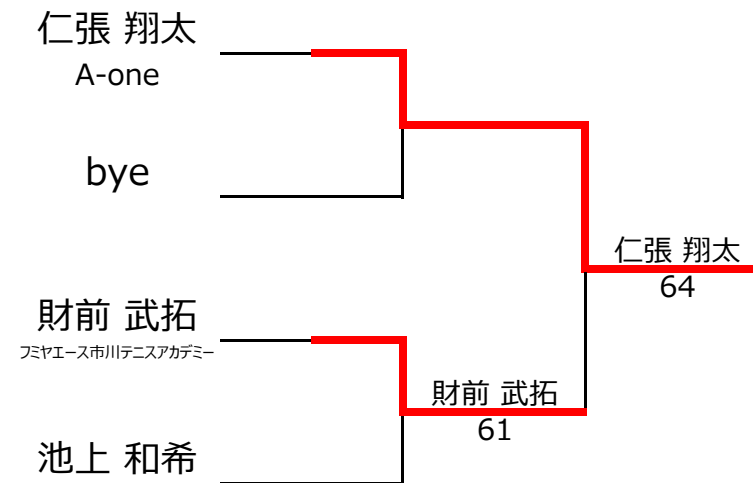 仁張 翔太
A-one
bye
仁張 翔太
64
財前 武拓
フミヤエース市川テニスアカデミー
財前 武拓
61
池上 和希